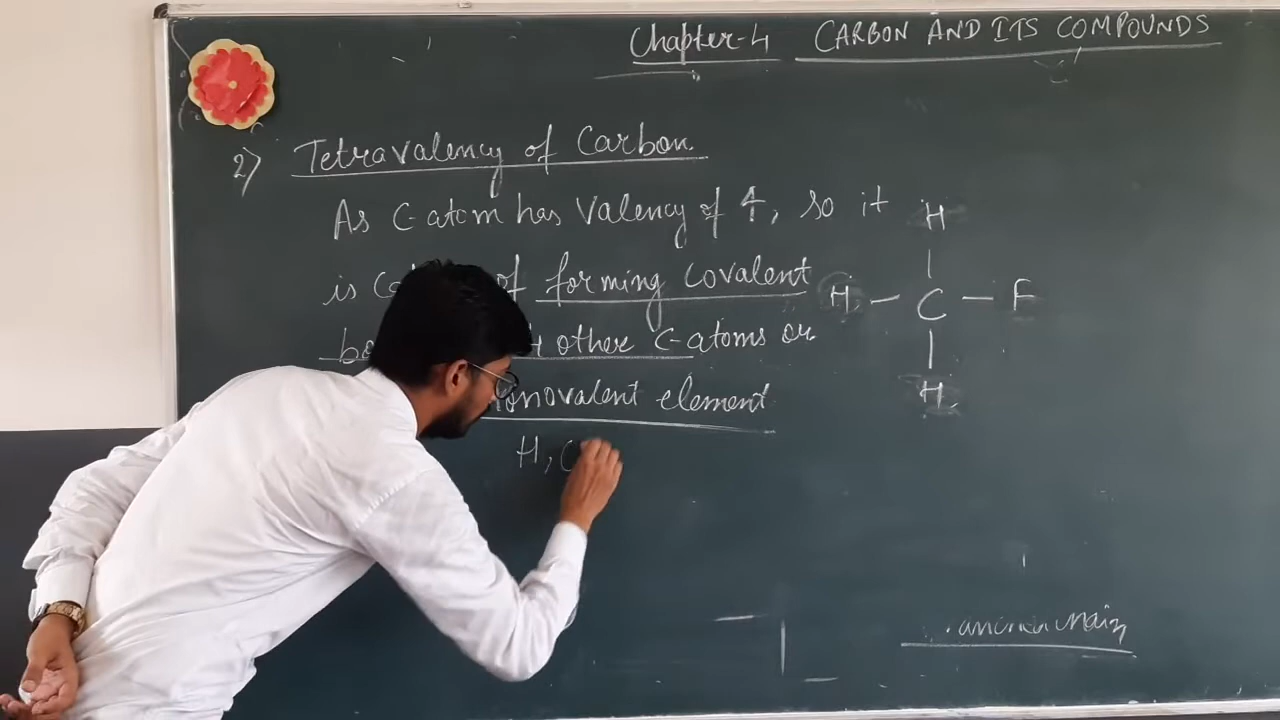 Chapter-4 CARBON AND ITS COMPOUNDS
2) Tetravalency of Carbon
As C-atom has Valency of 4, so it
is of forming covalent
other C-atoms or
monovalent element
H, C
H
H - C - F
H